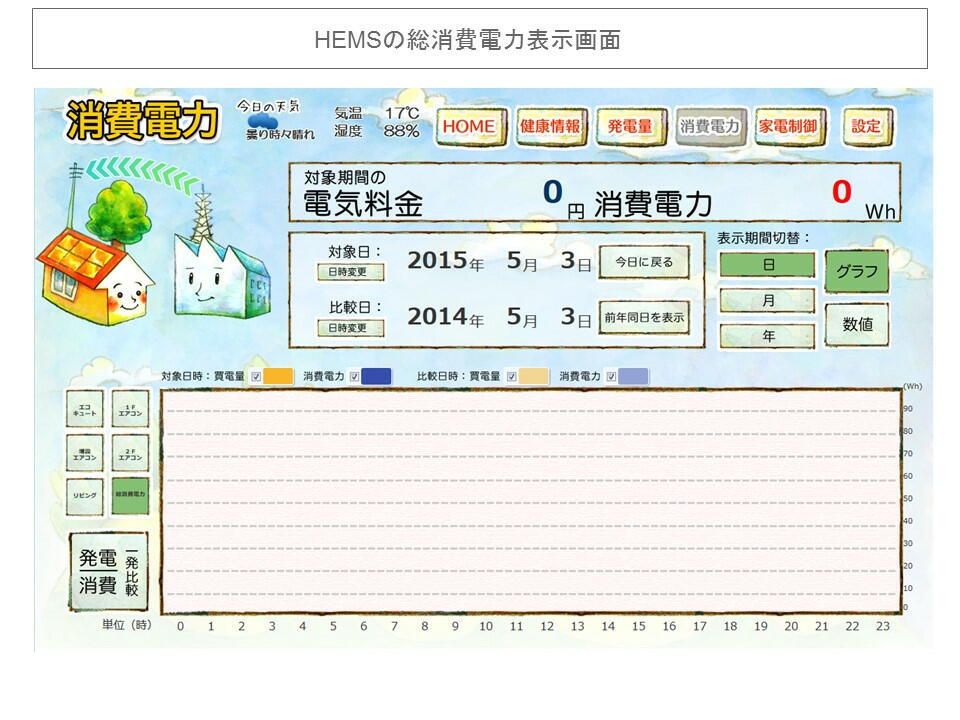 HEMSの総消費電力表示画面
消費電力
今日の天気
曇り時々晴れ
気温 17℃
湿度 88%
HOME 健康情報 発電量 消費電力 家電制御 設定
対象期間の
電気料金 0 円 消費電力 0 Wh
対象日： 2015年 5月 3日 今日に戻る
日時変更
比較日： 2014年 5月 3日 前年同日を表示
日時変更
表示期間切替：
日
月
年
グラフ
数値
対象日時：買電量 消費電力 比較日時：買電量 消費電力
エコ
キュート
1F
エアコン
増設
エアコン
2F
エアコン
リビング
総消費電力
発電
消費
一発比較
(Wh)
90
80
70
60
50
40
30
20
10
0
単位（時） 0 1 2 3 4 5 6 7 8 9 10 11 12 13 14 15 16 17 18 19 20 21 22 23